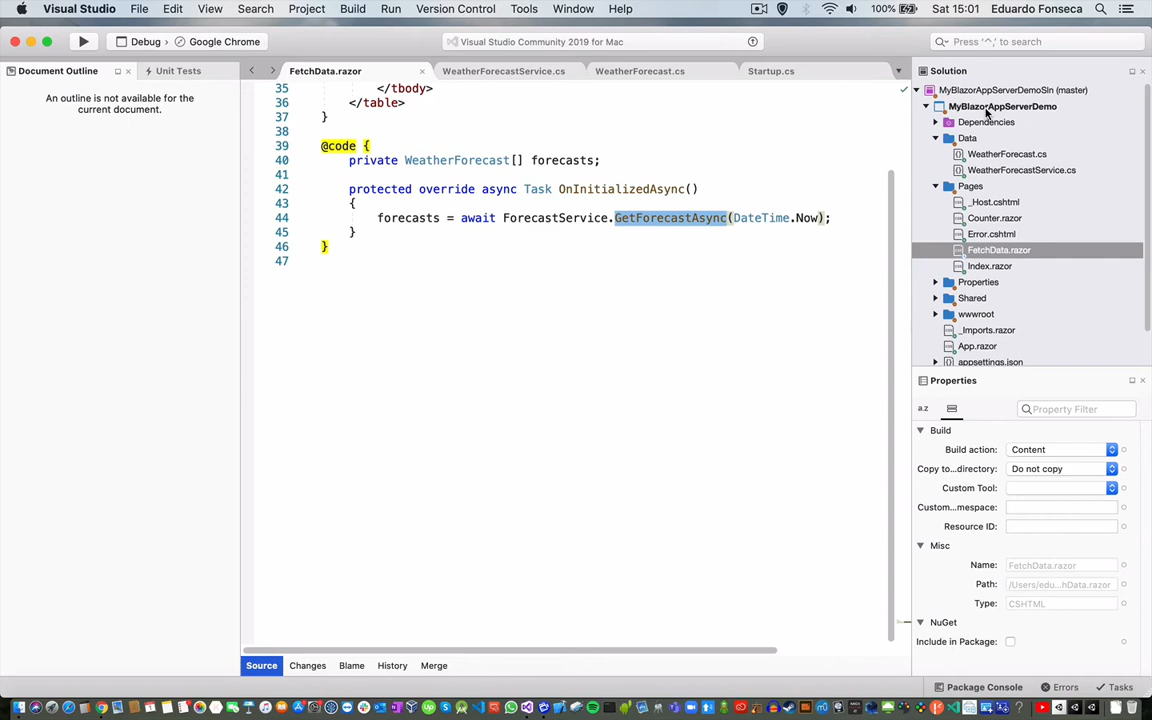 Visual Studio File Edit View Search Project Build Run Version Control Tools Window Help 100% Sat 15:01 Eduardo Fonseca
Debug Google Chrome Visual Studio Community 2019 for Mac Press '^,' to search
Document Outline Unit Tests FetchData.razor WeatherForecastService.cs WeatherForecast.cs Startup.cs Solution
An outline is not available for the
current document.
35 </tbody>
36 </table>
37 }
38
39 @code {
40 private WeatherForecast[] forecasts;
41
42 protected override async Task OnInitializedAsync()
43 {
44 forecasts = await ForecastService.GetForecastAsync(DateTime.Now);
45 }
46 }
47
MyBlazorAppServerDemoSln (master)
MyBlazorAppServerDemo
Dependencies
Data
WeatherForecast.cs
WeatherForecastService.cs
Pages
_Host.cshtml
Counter.razor
Error.cshtml
FetchData.razor
Index.razor
Properties
Shared
wwwroot
_Imports.razor
App.razor
appsettings.json
Properties
a.z Property Filter
Build
Build action: Content
Copy to...directory: Do not copy
Custom Tool:
Custom...mespace:
Resource ID:
Misc
Name: FetchData.razor
Path: /Users/edu...hData.razor
Type: CSHTML
NuGet
Include in Package:
Source Changes Blame History Merge
Package Console Errors Tasks